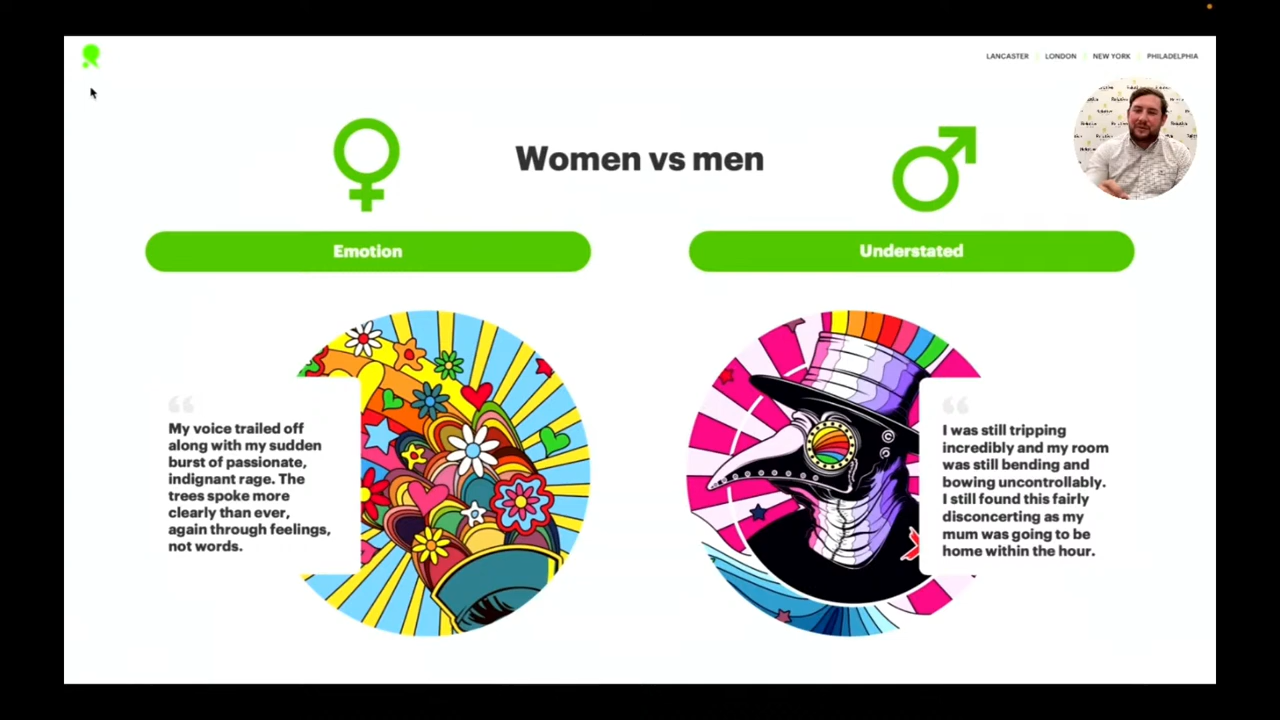 LANCASTER LONDON NEW YORK PHILADELPHIA
Women vs men
Emotion
Understated
“
My voice trailed off
along with my sudden
burst of passionate,
indignant rage. The
trees spoke more
clearly than ever,
again through feelings,
not words.
“
I was still tripping
incredibly and my room
was still bending and
bowing uncontrollably.
I still found this fairly
disconcerting as my
mum was going to be
home within the hour.